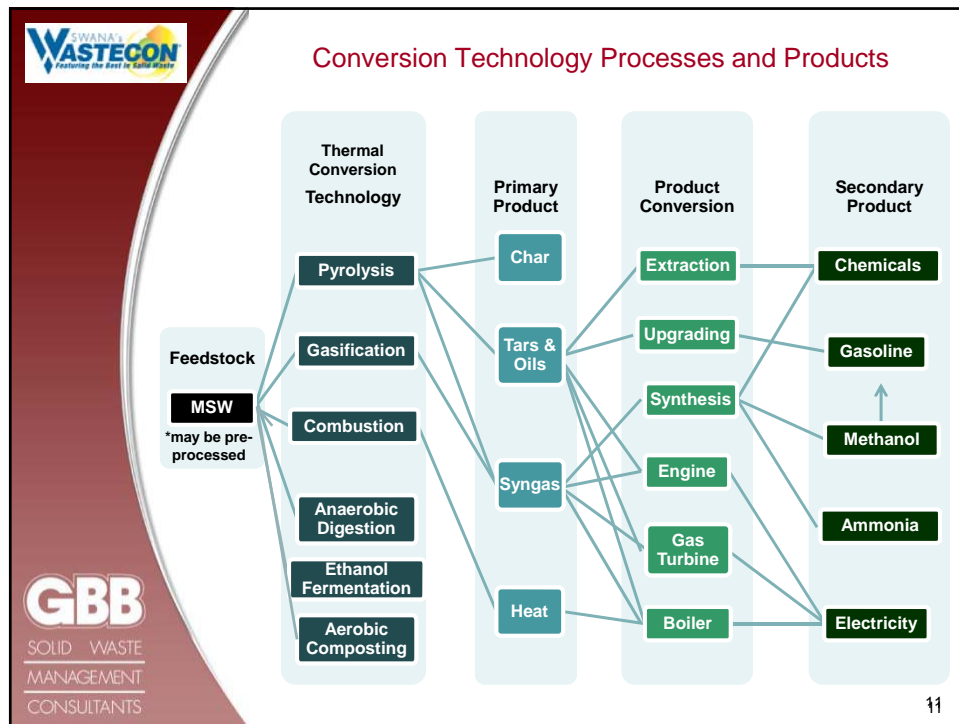 SWANA's
WASTECON
Featuring the Best in Solid Waste
Conversion Technology Processes and Products
Thermal
Conversion
Technology
Primary
Product
Product
Conversion
Secondary
Product
Feedstock
MSW
*may be pre-
processed
Pyrolysis
Gasification
Combustion
Anaerobic
Digestion
Ethanol
Fermentation
Aerobic
Composting
Char
Tars &
Oils
Syngas
Heat
Extraction
Upgrading
Synthesis
Engine
Gas
Turbine
Boiler
Chemicals
Gasoline
Methanol
Ammonia
Electricity
GBB
SOLID WASTE
MANAGEMENT
CONSULTANTS
11